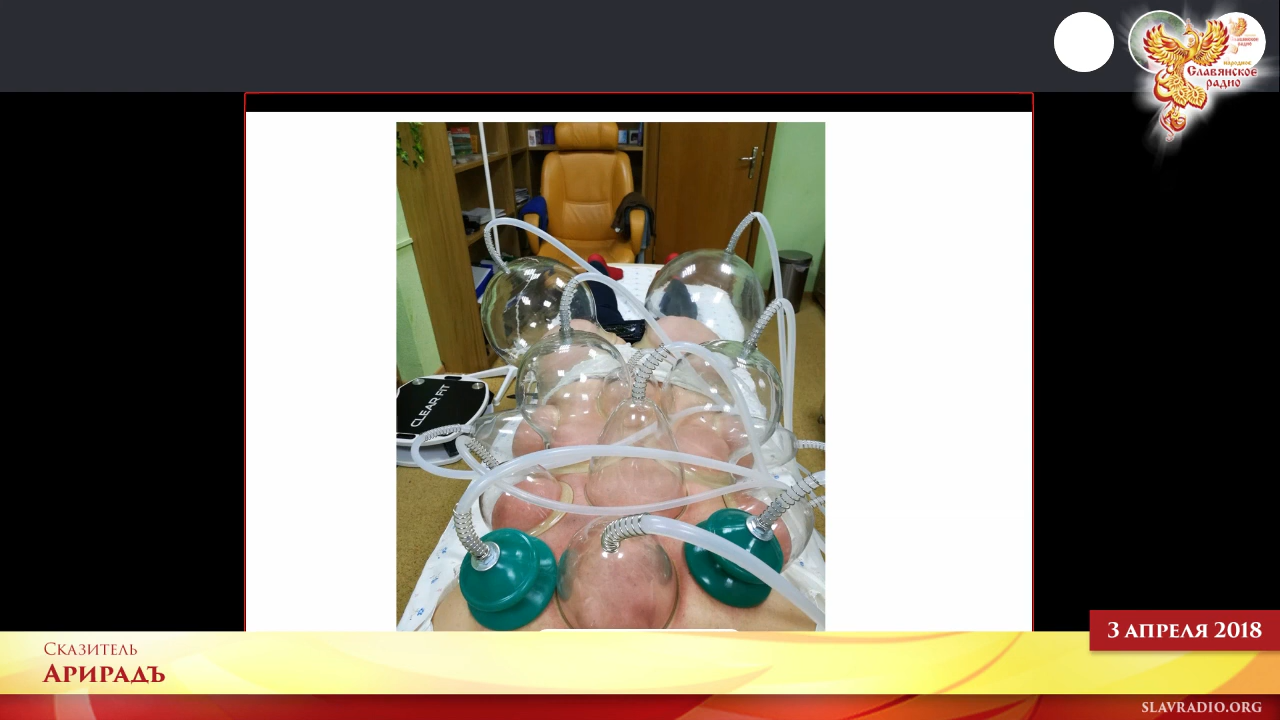 народное
Славянское
радио
CLEAR FIT
3 АПРЕЛЯ 2018
Сказитель
АРИРАДЪ
SLAVRADIO.ORG